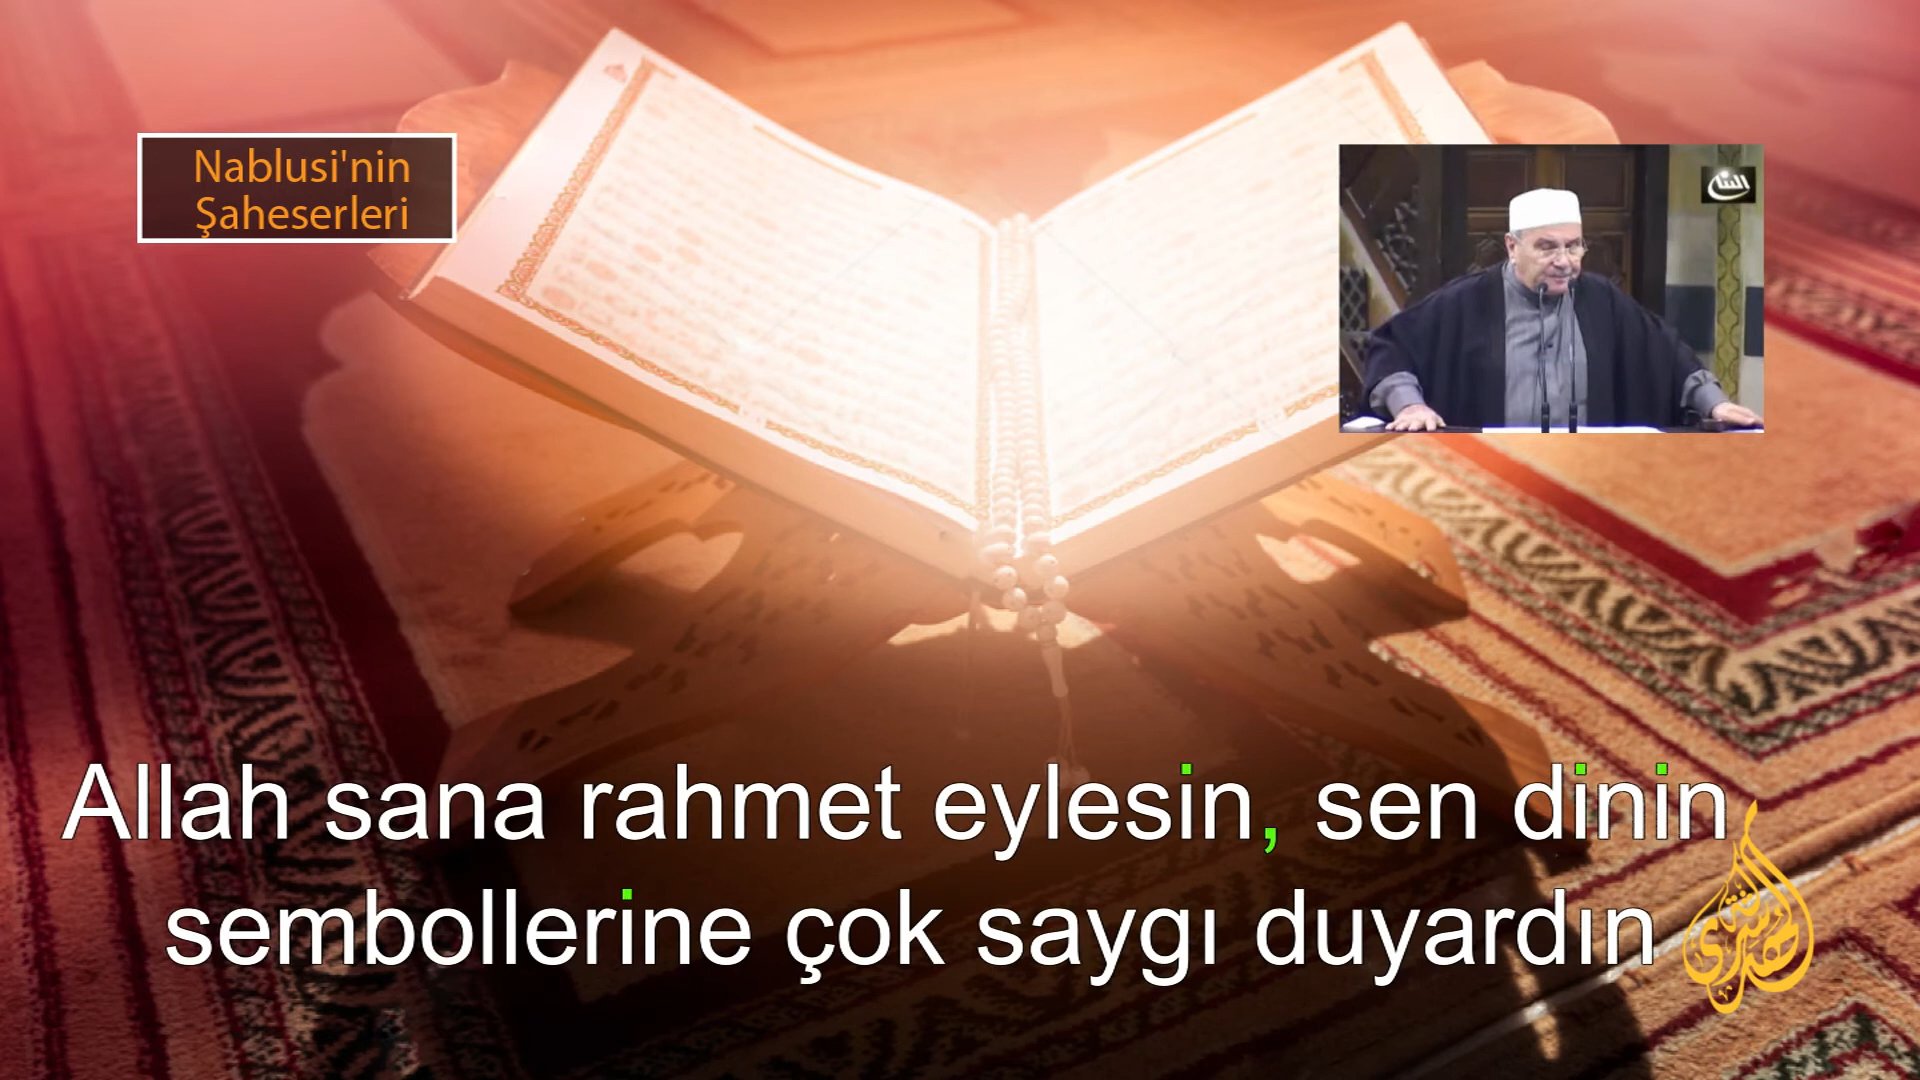 Nablusi'nin
Şaheserleri
Allah sana rahmet eylesin, sen dinin
sembollerine çok saygı duyardın